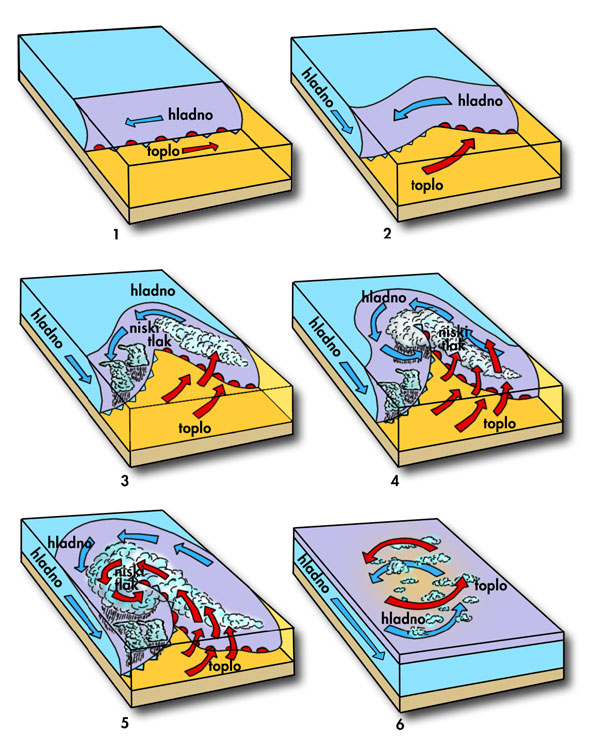 hladno
toplo
1
hladno
hladno
toplo
2
hladno
hladno
niski
tlak
toplo
3
hladno
hladno
niski
tlak
toplo
4
hladno
hladno
niski
tlak
toplo
5
hladno
toplo
hladno
6